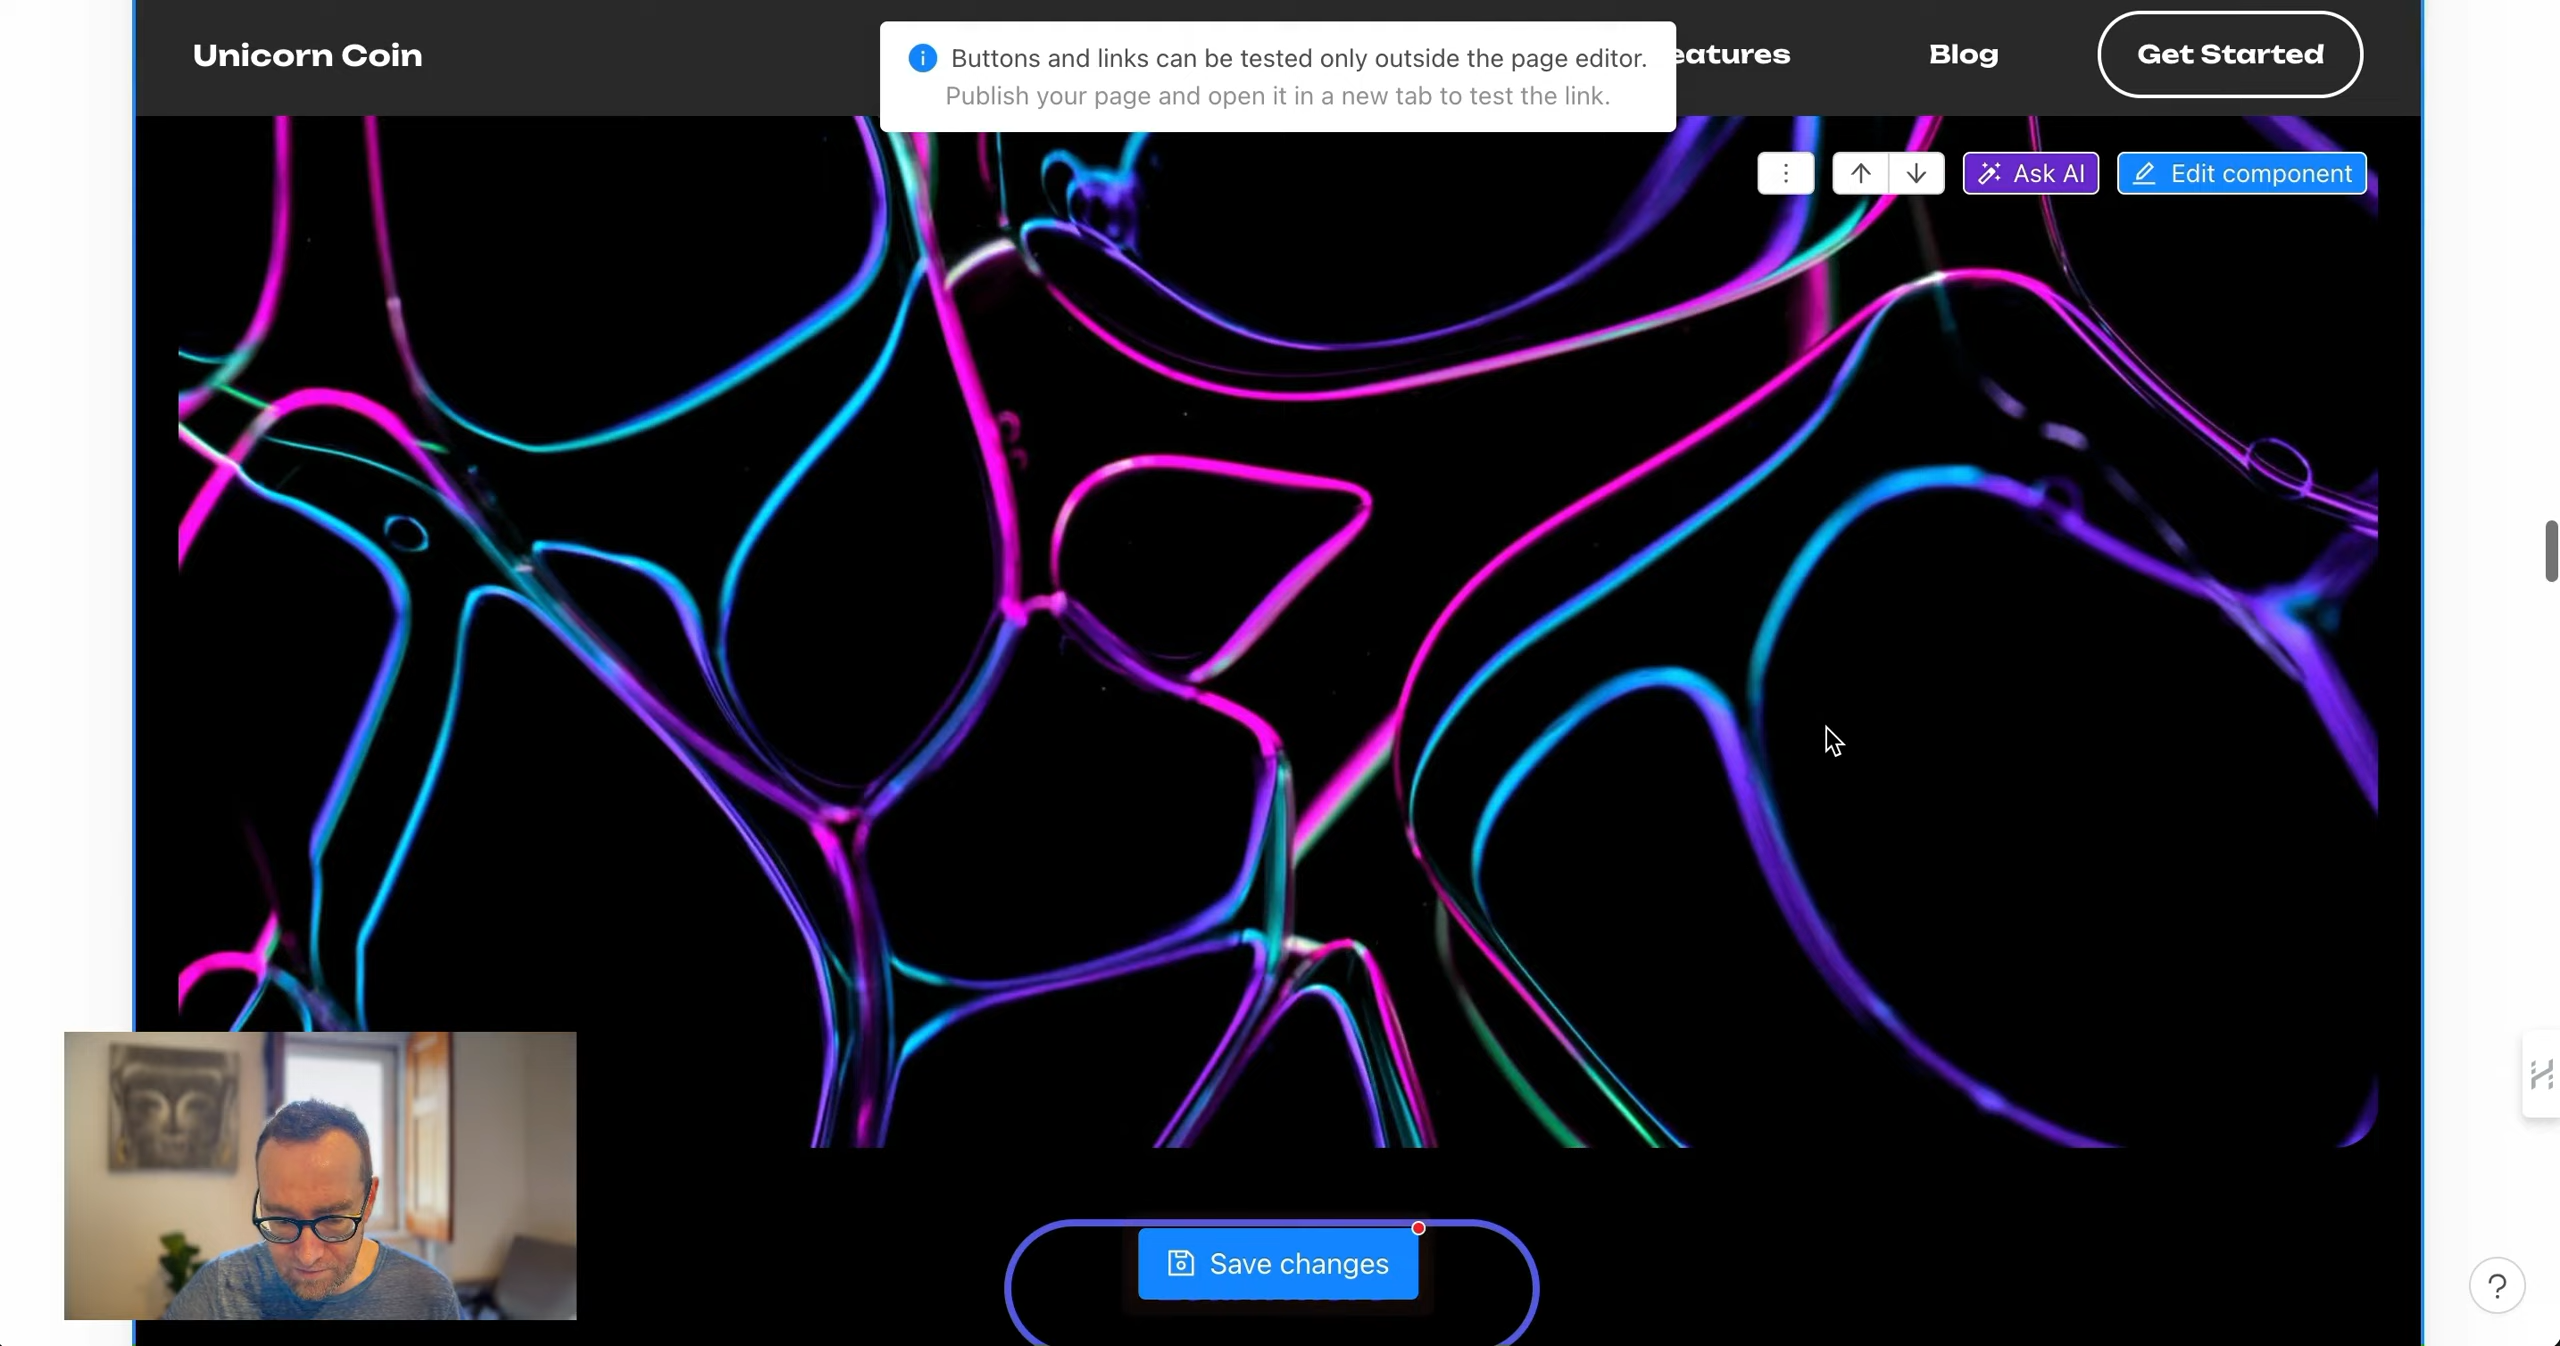 Unicorn Coin
Buttons and links can be tested only outside the page editor.
Publish your page and open it in a new tab to test the link.
eatures
Blog
Get Started
Ask AI
Edit component
Save changes
?